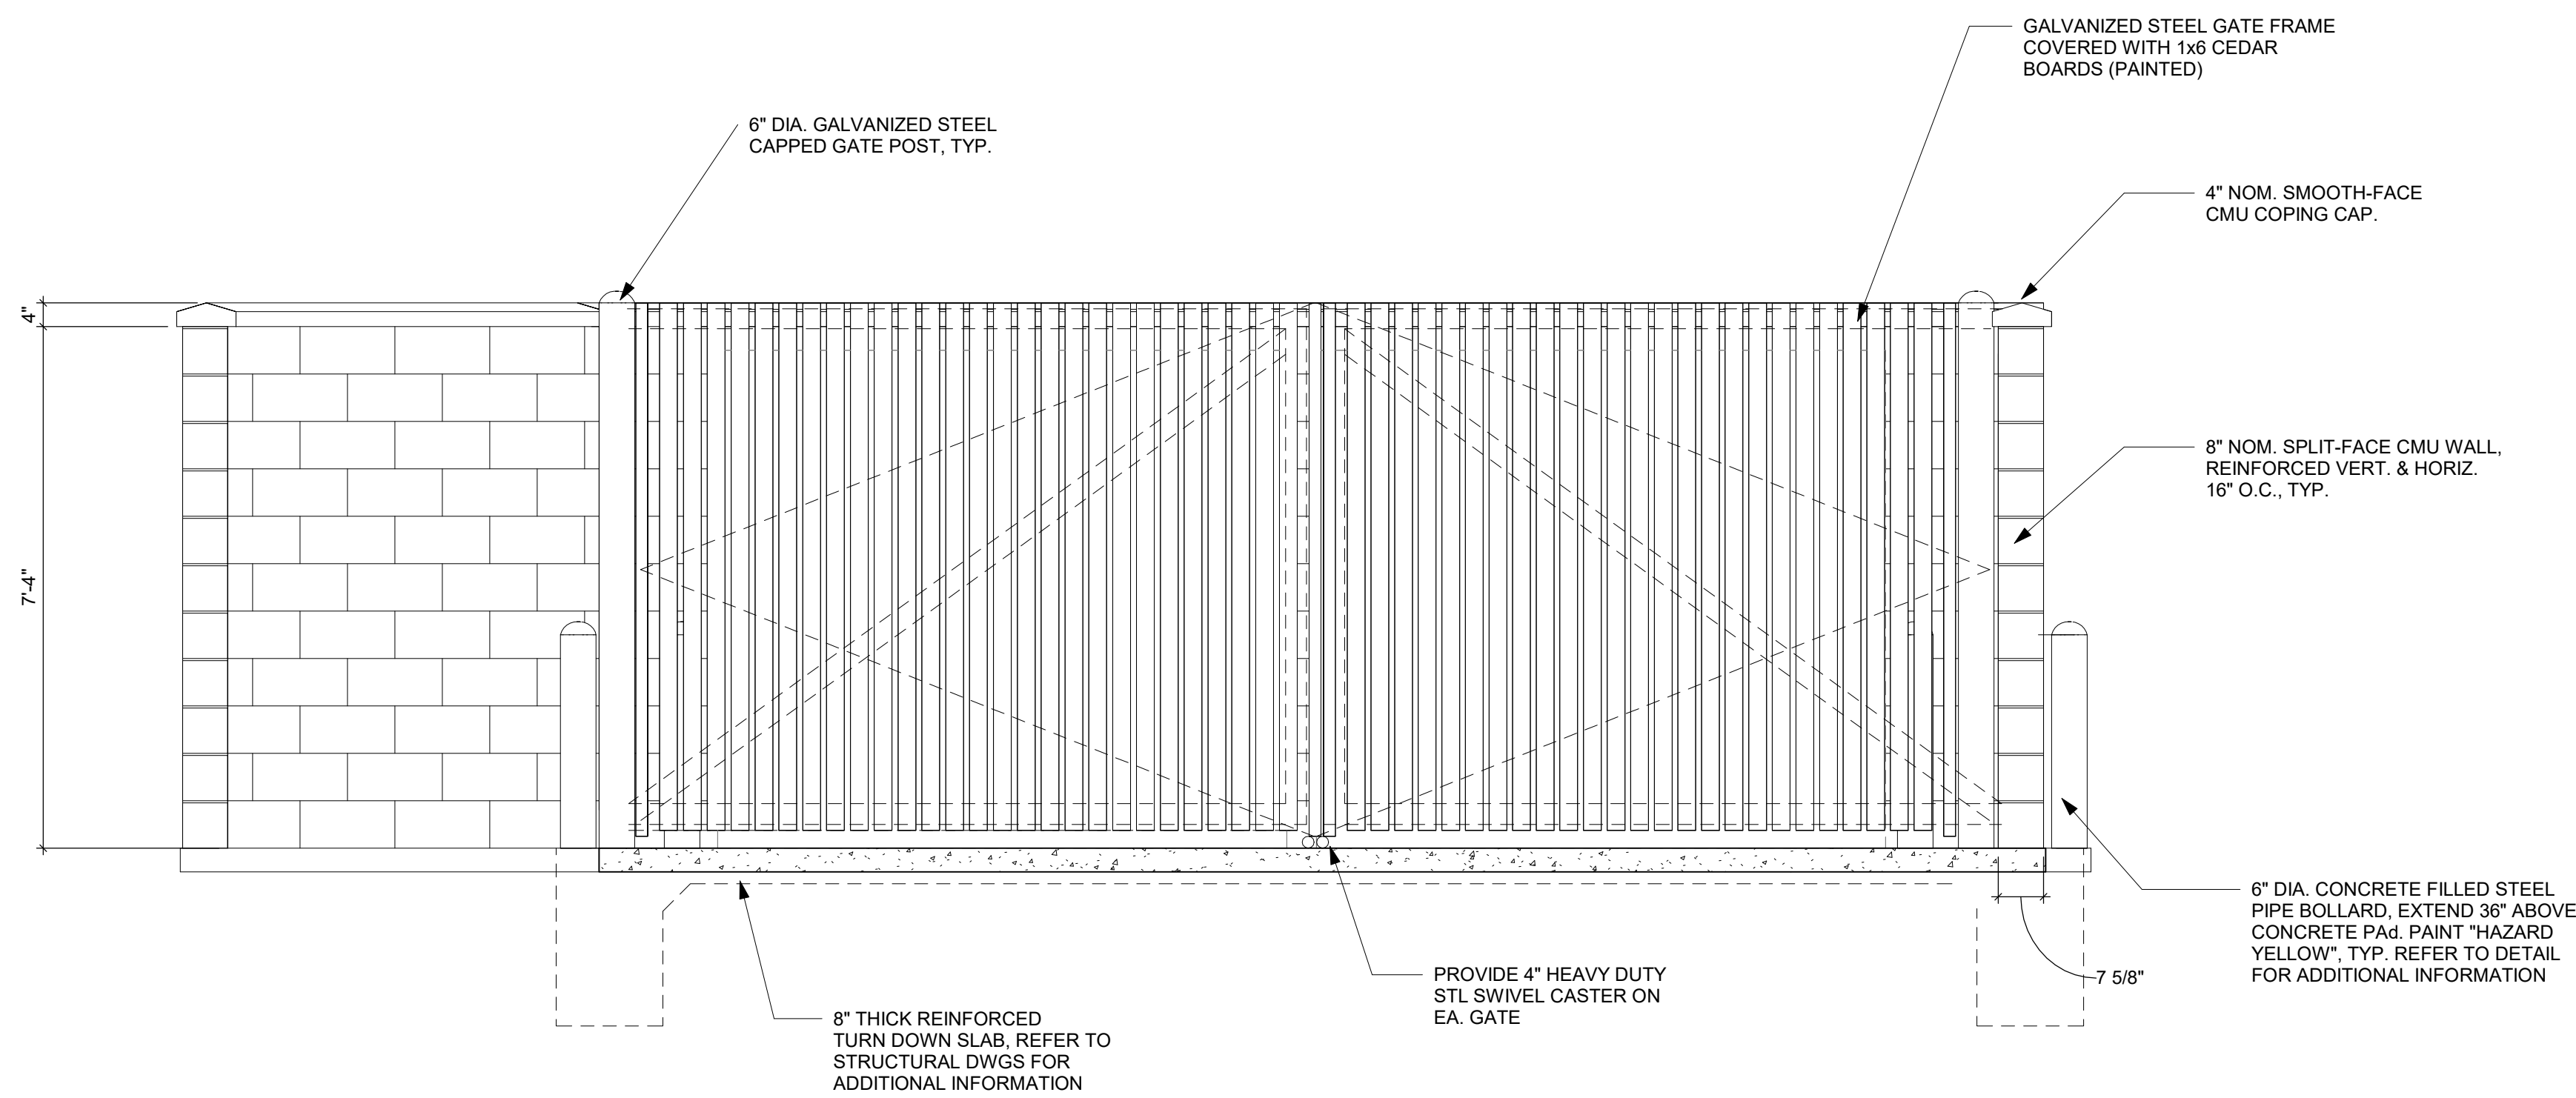 GALVANIZED STEEL GATE FRAME
COVERED WITH 1x6 CEDAR
BOARDS (PAINTED)
6" DIA. GALVANIZED STEEL
CAPPED GATE POST, TYP.
4" NOM. SMOOTH-FACE
CMU COPING CAP.
4"
8" NOM. SPLIT-FACE CMU WALL,
REINFORCED VERT. & HORIZ.
16" O.C., TYP.
7'-4"
6" DIA. CONCRETE FILLED STEEL
PIPE BOLLARD, EXTEND 36" ABOVE
CONCRETE PAd. PAINT "HAZARD
YELLOW", TYP. REFER TO DETAIL
FOR ADDITIONAL INFORMATION
7 5/8"
PROVIDE 4" HEAVY DUTY
STL SWIVEL CASTER ON
EA. GATE
8" THICK REINFORCED
TURN DOWN SLAB, REFER TO
STRUCTURAL DWGS FOR
ADDITIONAL INFORMATION